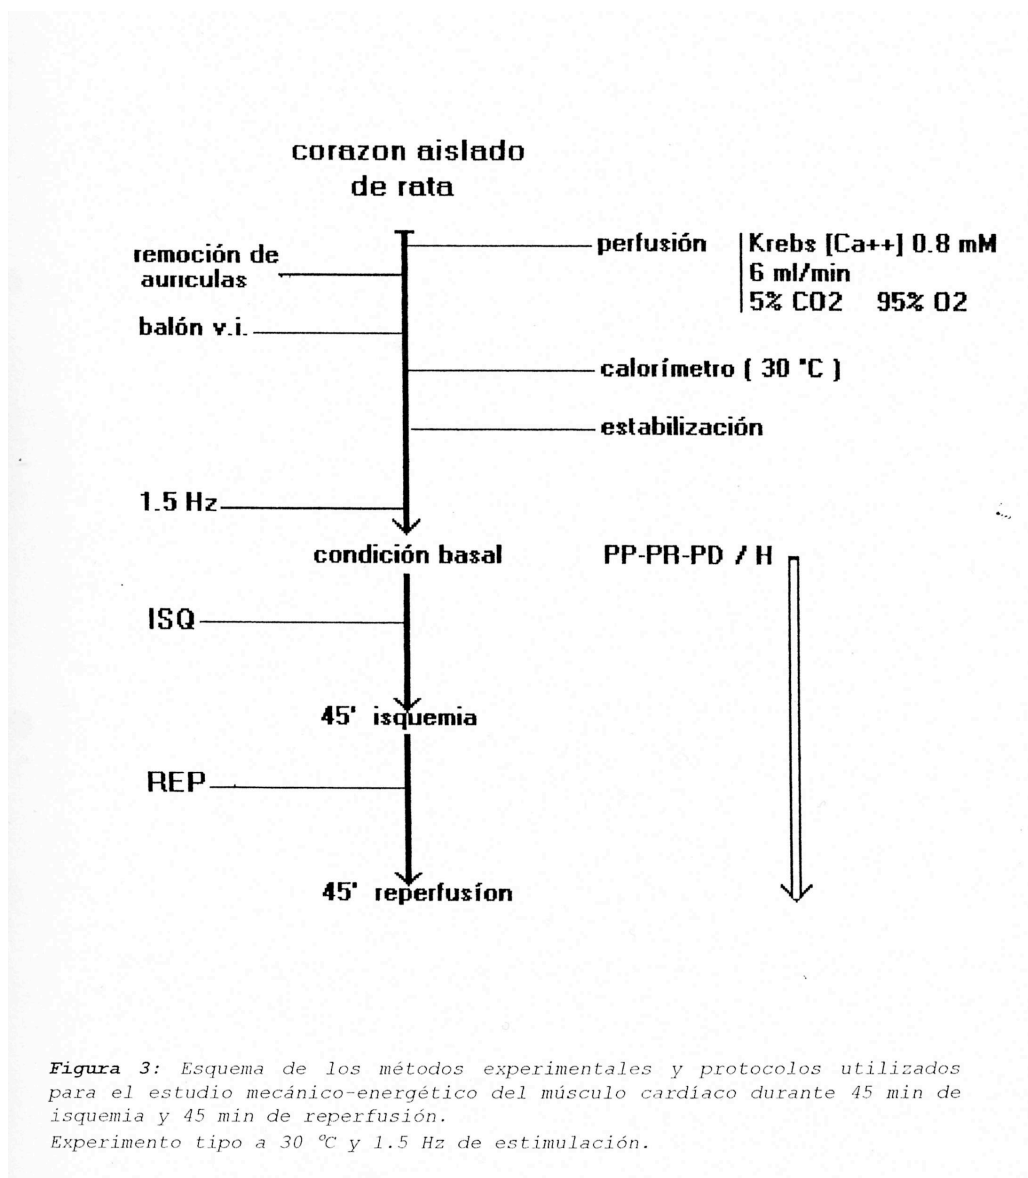 corazon aislado
de rata
remoción de
aurículas
perfusión
Krebs [Ca++] 0.8 mM
6 ml/min
5% CO2 95% O2
balón v.i.
calorímetro ( 30 °C )
estabilización
1.5 Hz
condición basal
PP-PR-PD / H
ISQ
45' isquemia
REP
45' reperfusíon
Figura 3: Esquema de los métodos experimentales y protocolos utilizados
para el estudio mecánico-energético del músculo cardíaco durante 45 min de
isquemia y 45 min de reperfusión.
Experimento tipo a 30 ºC y 1.5 Hz de estimulación.